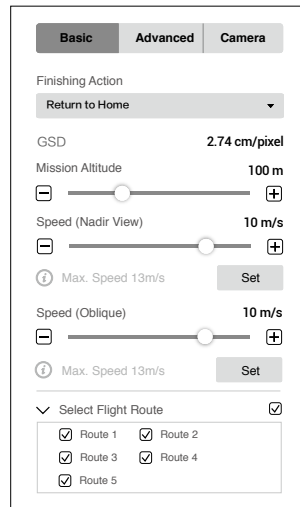 Basic Advanced Camera
Finishing Action
Return to Home
GSD 2.74 cm/pixel
Mission Altitude 100 m
Speed (Nadir View) 10 m/s
Max. Speed 13m/s Set
Speed (Oblique) 10 m/s
Max. Speed 13m/s Set
Select Flight Route
Route 1 Route 2
Route 3 Route 4
Route 5